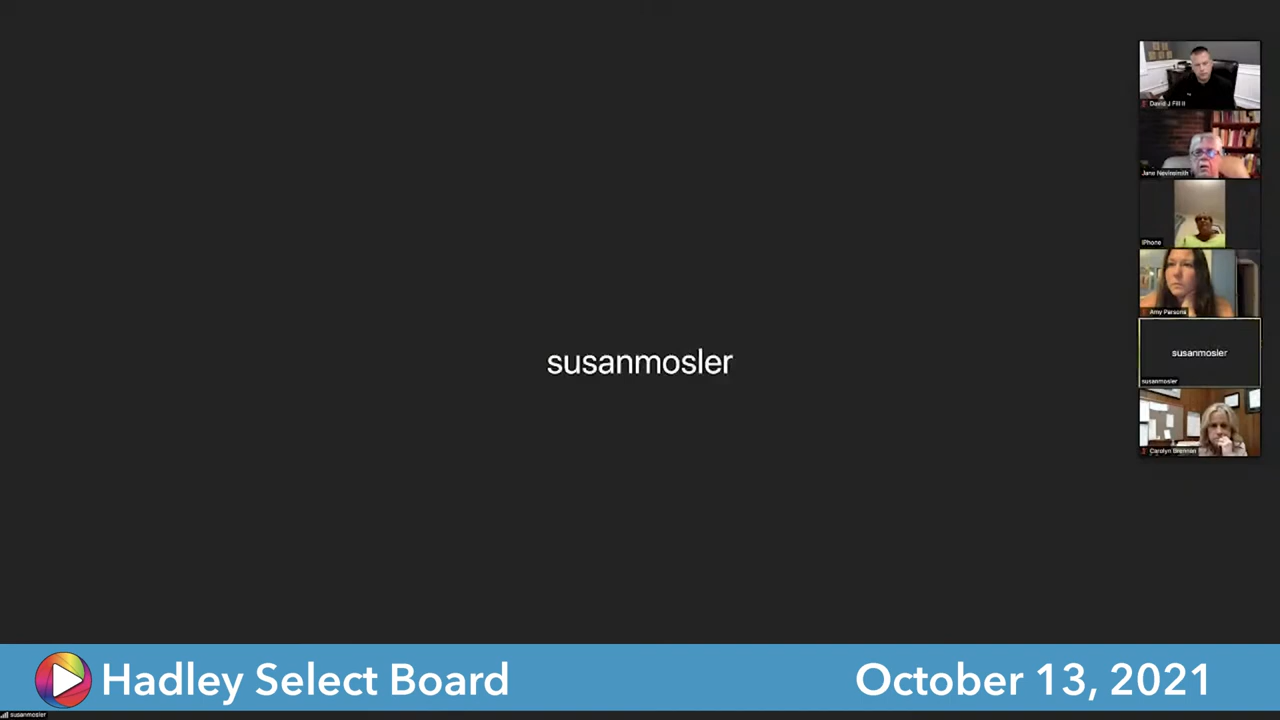 David J Fill II
Jane Nevinsmith
iPhone
Amy Parsons
susanmosler
susanmosler
Carolyn Brennan
susanmosler
Hadley Select Board
October 13, 2021
susanmosler